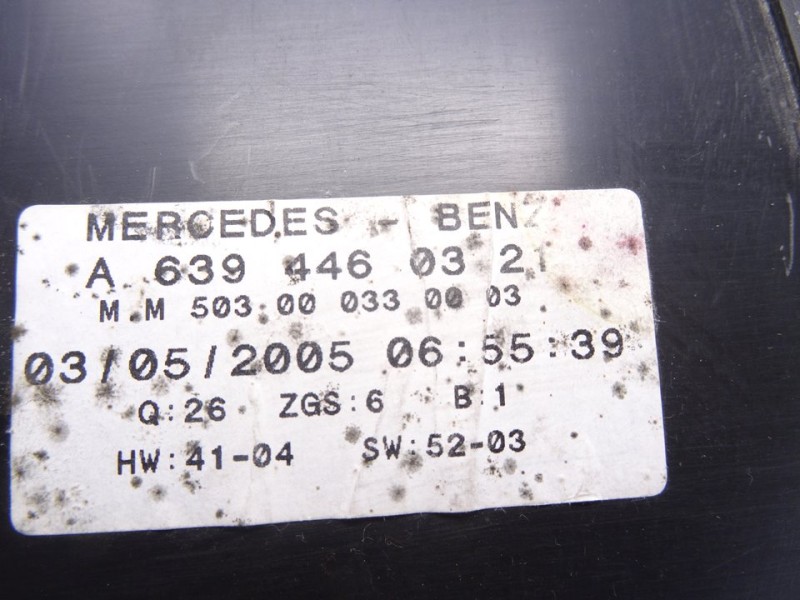 MERCEDES - BENZ
A 639 446 03 21
M.M 503 00 033 00 03
03/05/2005 06:55:39
Q:26 ZGS:6 B:1
HW:41-04 SW:52-03